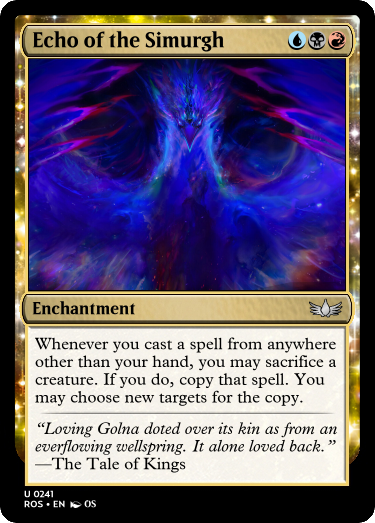 Echo of the Simurgh
Enchantment
Whenever you cast a spell from anywhere
other than your hand, you may sacrifice a
creature. If you do, copy that spell. You
may choose new targets for the copy.
“Loving Golna doted over its kin as from an
everflowing wellspring. It alone loved back.”
—The Tale of Kings
U 0241
ROS • EN OS